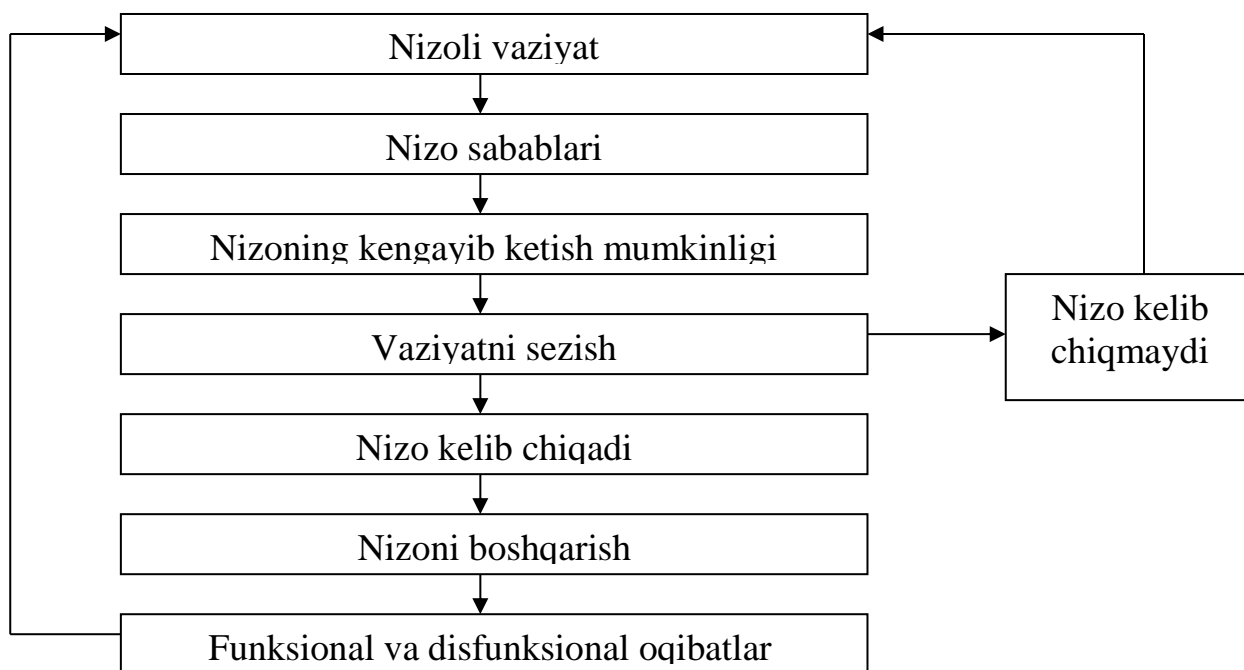 Nizoli vaziyat
Nizo sabablari
Nizoning kengayib ketish mumkinligi
Vaziyatni sezish
Nizo kelib
chiqmaydi
Nizo kelib chiqadi
Nizoni boshqarish
Funksional va disfunksional oqibatlar